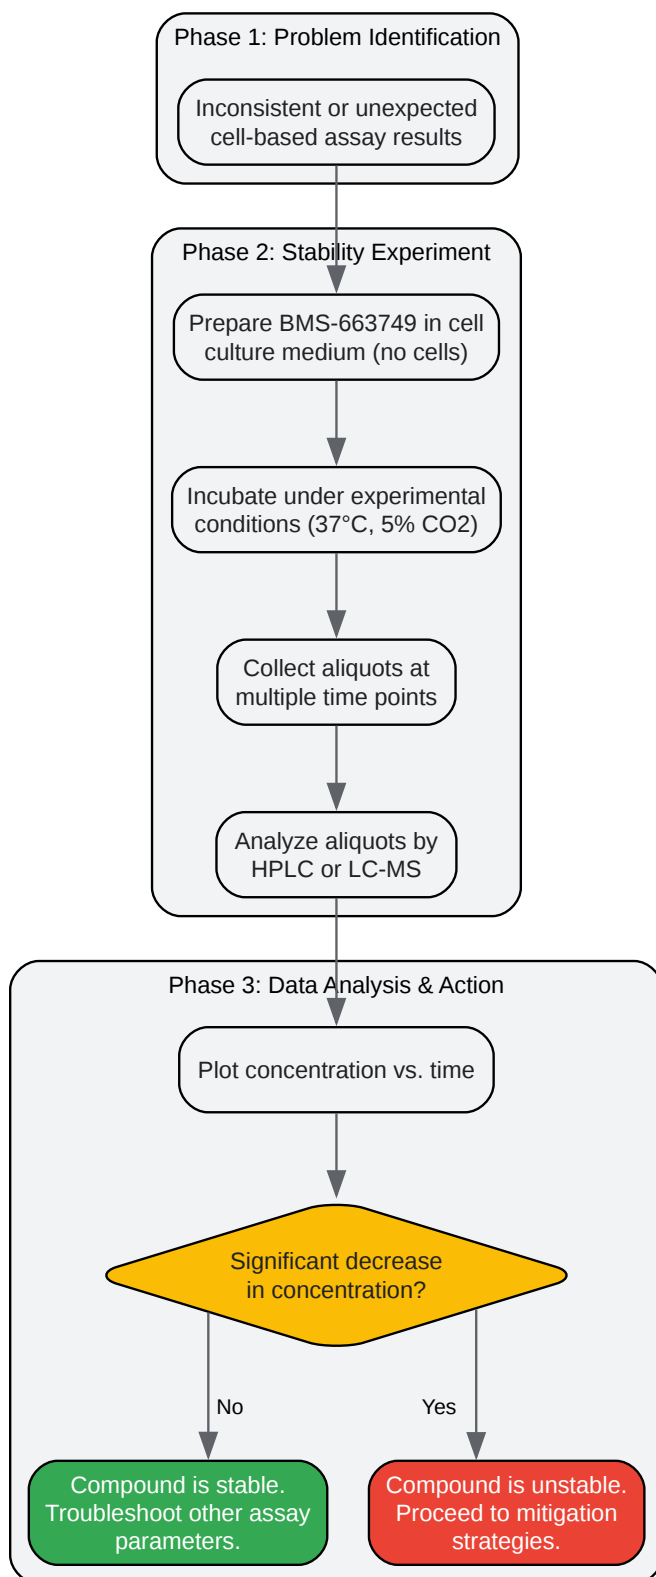 Phase 1: Problem Identification
Inconsistent or unexpected
cell-based assay results
Phase 2: Stability Experiment
Prepare BMS-663749 in cell
culture medium (no cells)
Incubate under experimental
conditions (37°C, 5% CO2)
Collect aliquots at
multiple time points
Analyze aliquots by
HPLC or LC-MS
Phase 3: Data Analysis & Action
Plot concentration vs. time
Significant decrease
in concentration?
No
Yes
Compound is stable.
Troubleshoot other assay
parameters.
Compound is unstable.
Proceed to mitigation
strategies.